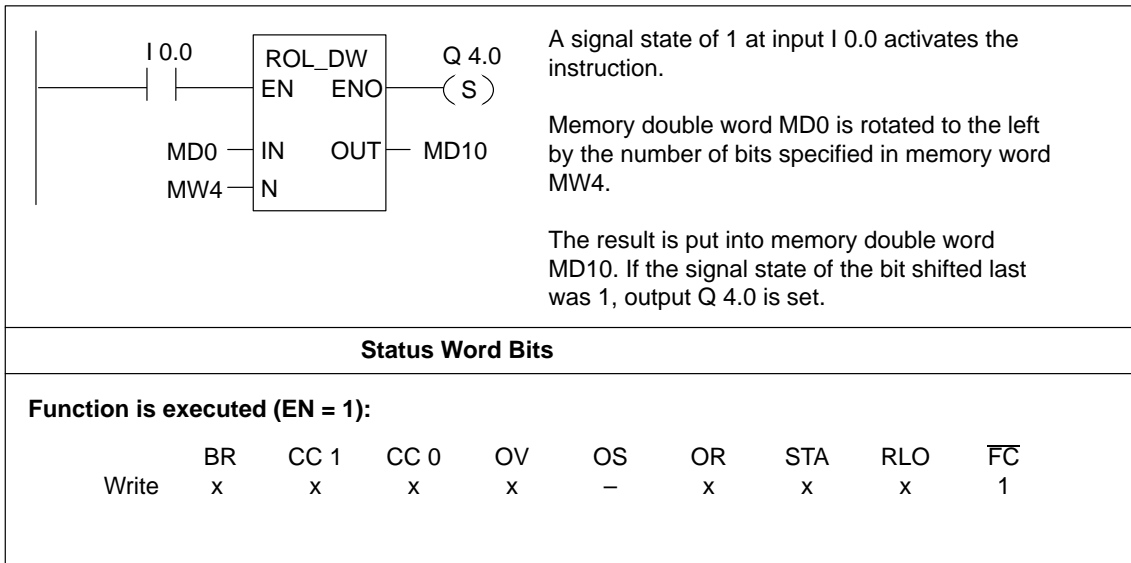 I 0.0
ROL_DW
Q 4.0
EN ENO
( S )
MD0 IN OUT MD10
MW4 N
A signal state of 1 at input I 0.0 activates the
instruction.
Memory double word MD0 is rotated to the left
by the number of bits specified in memory word
MW4.
The result is put into memory double word
MD10. If the signal state of the bit shifted last
was 1, output Q 4.0 is set.
Status Word Bits
Function is executed (EN = 1):
BR CC 1 CC 0 OV OS OR STA RLO F̅C̅
Write x x x x – x x x 1